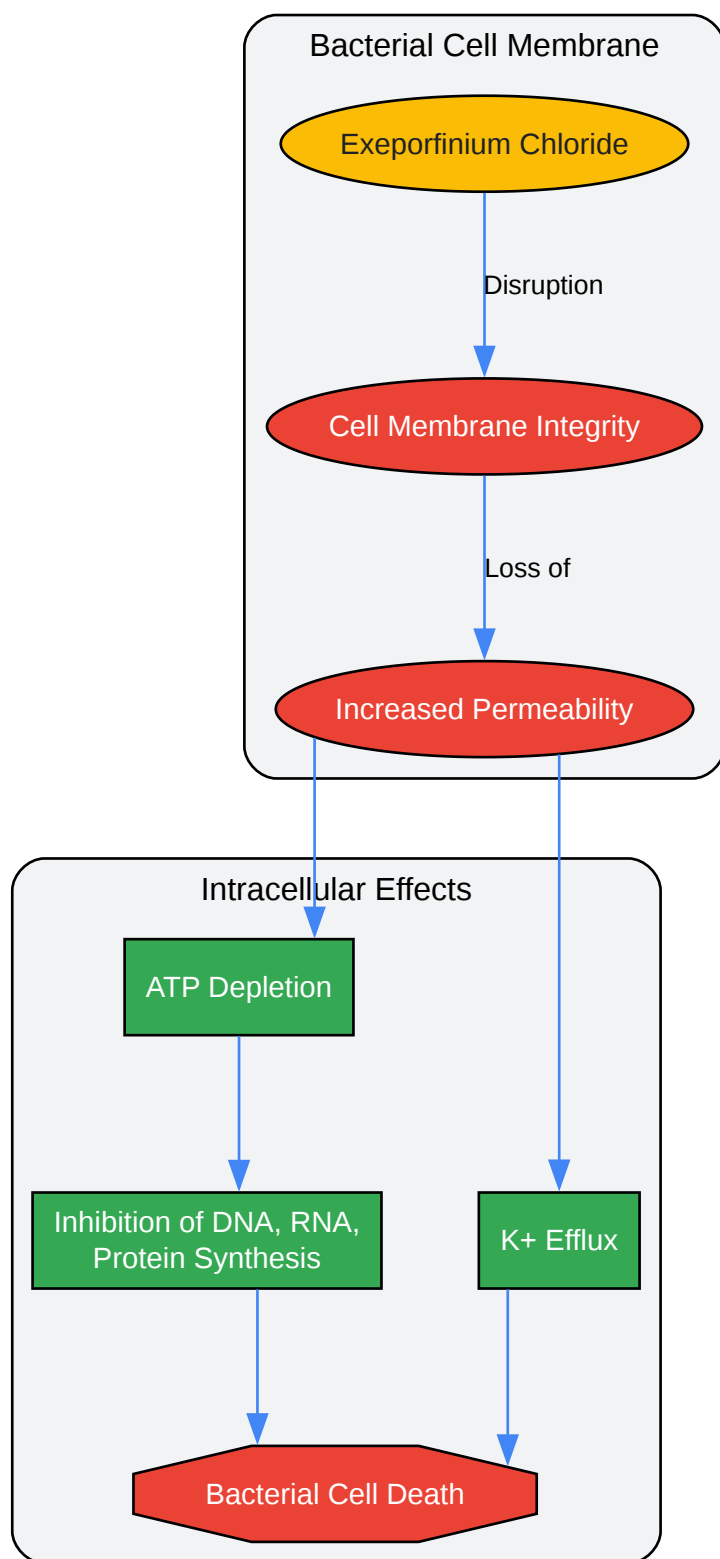 Bacterial Cell Membrane
Exeporfinium Chloride
Disruption
Cell Membrane Integrity
Loss of
Increased Permeability
Intracellular Effects
ATP Depletion
Inhibition of DNA, RNA,
Protein Synthesis
K+ Efflux
Bacterial Cell Death